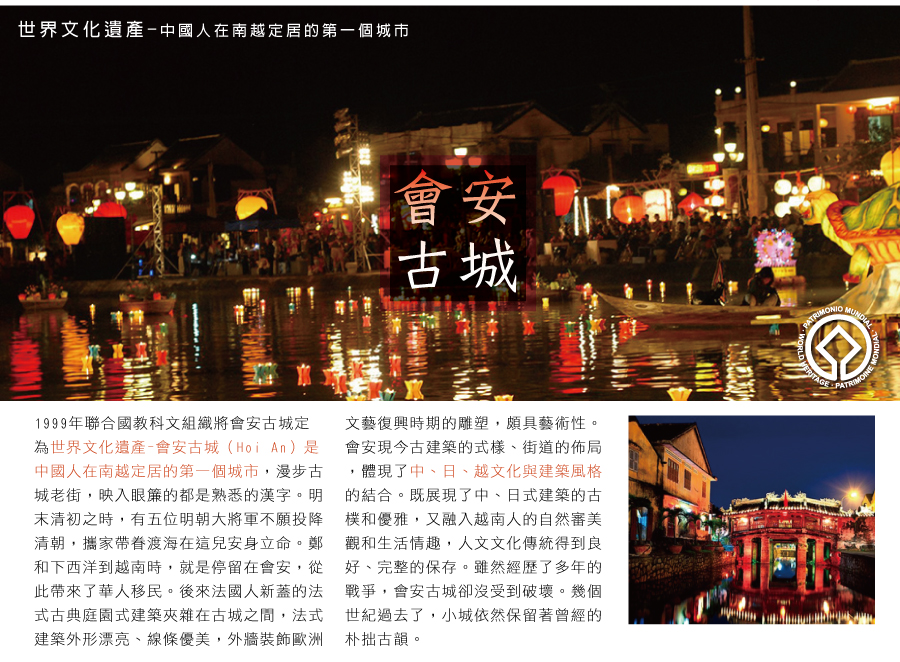 世界文化遺產-中國人在南越定居的第一個城市
會安
古城
· PATRIMONIO MUNDIAL · WORLD HERITAGE · PATRIMOINE MONDIAL
1999年聯合國教科文組織將會安古城定
為世界文化遺產-會安古城（Hoi An）是
中國人在南越定居的第一個城市，漫步古
城老街，映入眼簾的都是熟悉的漢字。明
末清初之時，有五位明朝大將軍不願投降
清朝，攜家帶眷渡海在這兒安身立命。鄭
和下西洋到越南時，就是停留在會安，從
此帶來了華人移民。後來法國人新蓋的法
式古典庭園式建築夾雜在古城之間，法式
建築外形漂亮、線條優美，外牆裝飾歐洲
文藝復興時期的雕塑，頗具藝術性。
會安現今古建築的式樣、街道的佈局
，體現了中、日、越文化與建築風格
的結合。既展現了中、日式建築的古
樸和優雅，又融入越南人的自然審美
觀和生活情趣，人文文化傳統得到良
好、完整的保存。雖然經歷了多年的
戰爭，會安古城卻沒受到破壞。幾個
世紀過去了，小城依然保留著曾經的
朴拙古韻。